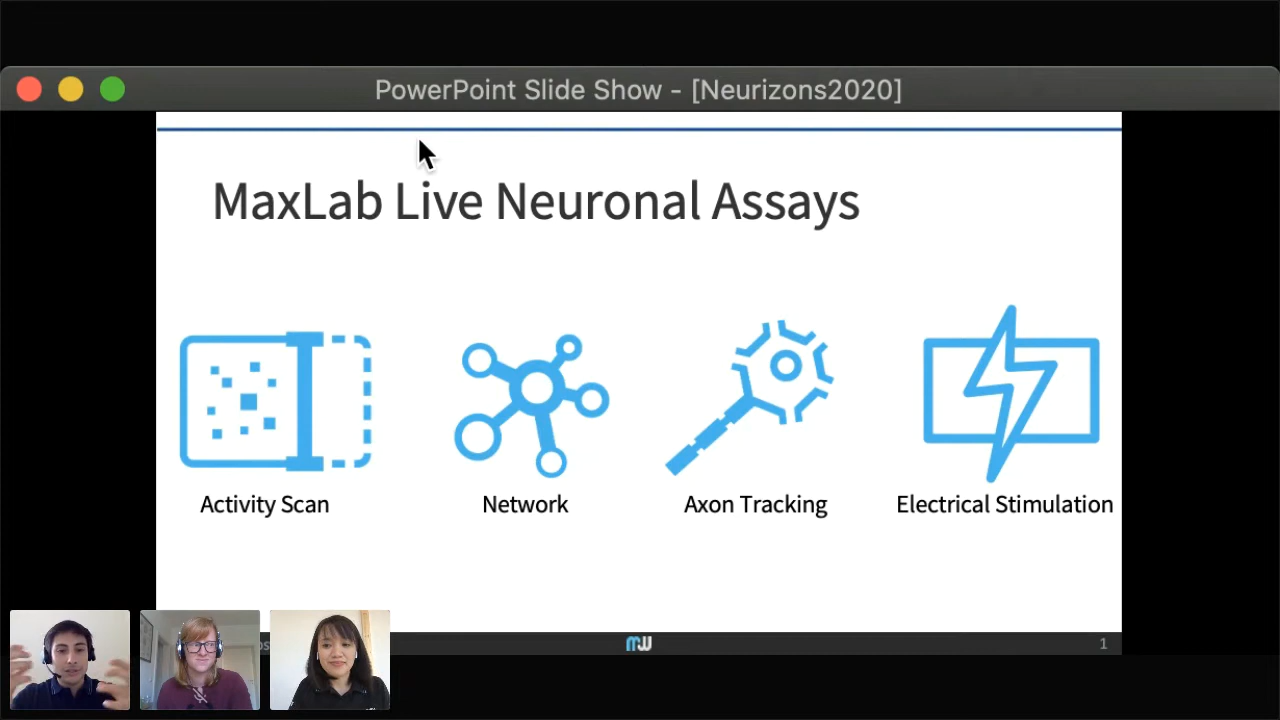 PowerPoint Slide Show - [Neurizons2020]
MaxLab Live Neuronal Assays
Activity Scan
Network
Axon Tracking
Electrical Stimulation
1